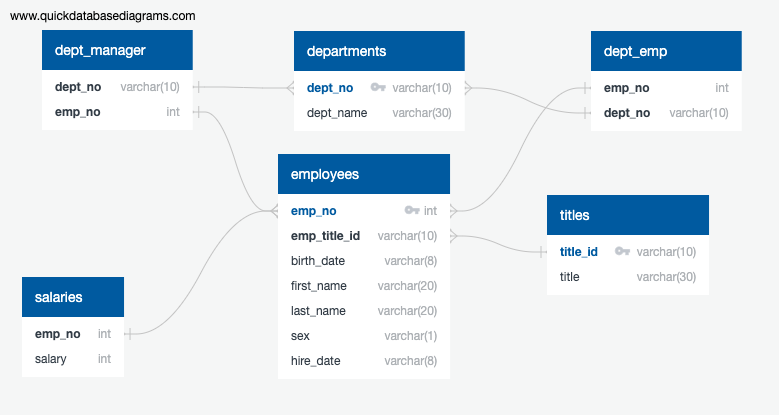 www.quickdatabasediagrams.com
dept_manager
dept_no varchar(10)
emp_no int
departments
dept_no varchar(10)
dept_name varchar(30)
dept_emp
emp_no int
dept_no varchar(10)
employees
emp_no int
emp_title_id varchar(10)
birth_date varchar(8)
first_name varchar(20)
last_name varchar(20)
sex varchar(1)
hire_date varchar(8)
titles
title_id varchar(10)
title varchar(30)
salaries
emp_no int
salary int